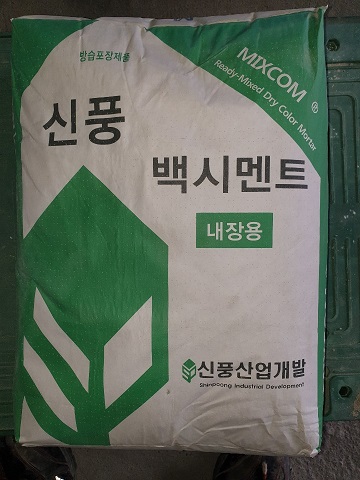 방습포장제품
MIXCOM ®
Ready-Mixed Dry Color Mortar
신풍
백시멘트
내장용
신풍산업개발
Shinpoong Industrial Development